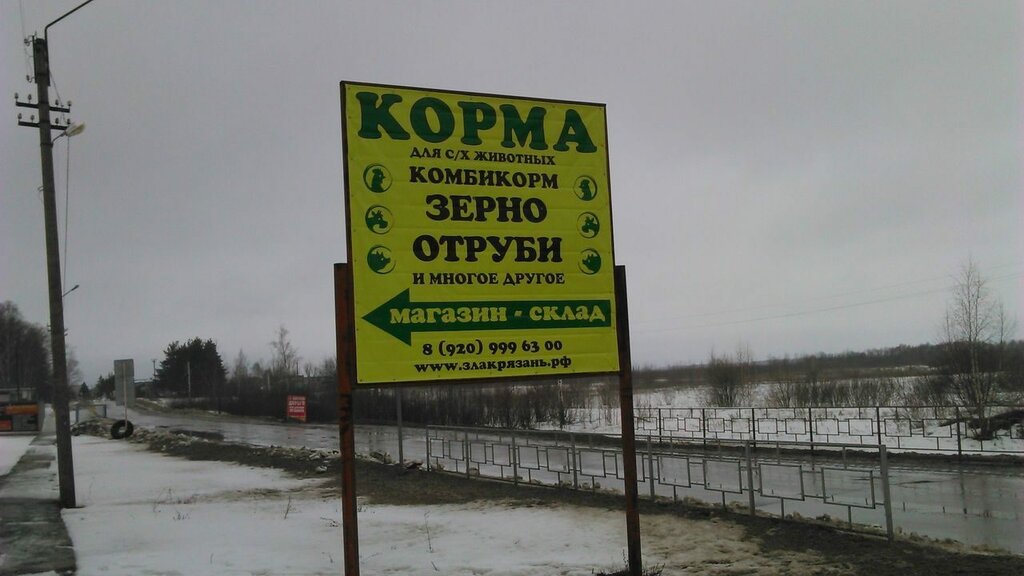 КОРМА
ДЛЯ С/Х ЖИВОТНЫХ
КОМБИКОРМ
ЗЕРНО
ОТРУБИ
И МНОГОЕ ДРУГОЕ
магазин - склад
8 (920) 999 63 00
www.злакрязань.рф